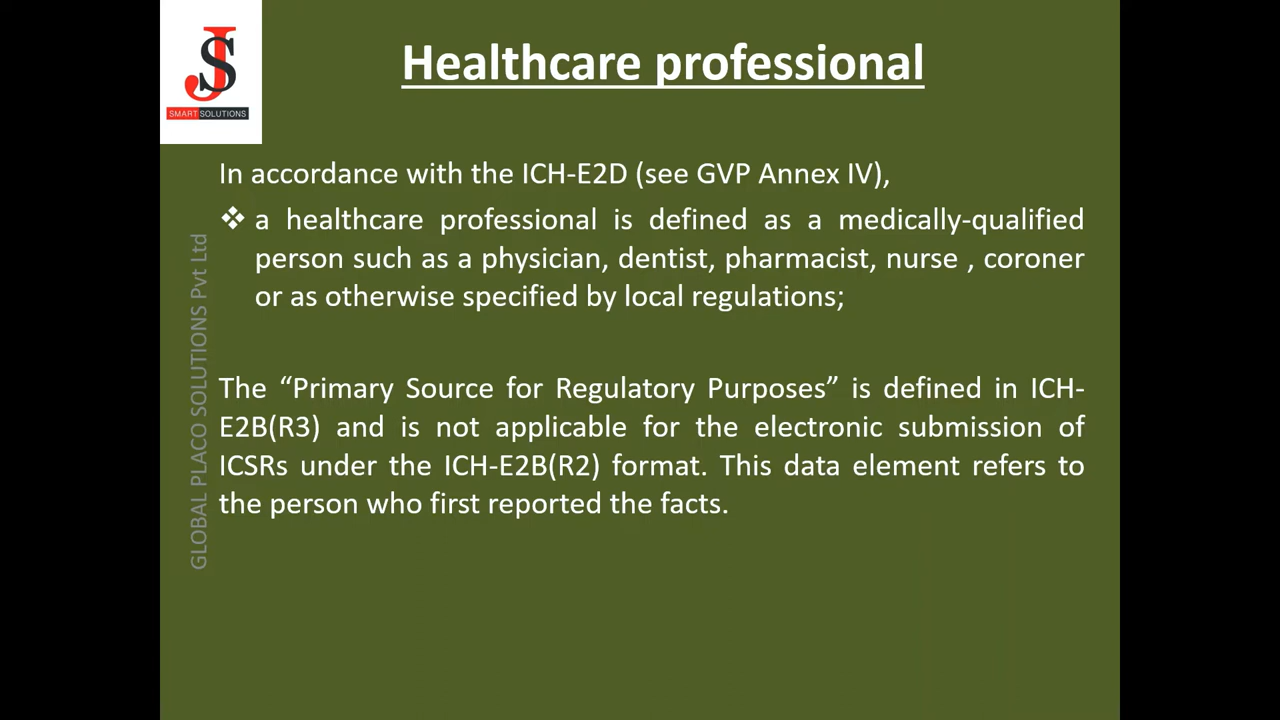 JS
SMART SOLUTIONS
Healthcare professional
In accordance with the ICH-E2D (see GVP Annex IV),
❖ a healthcare professional is defined as a medically-qualified
person such as a physician, dentist, pharmacist, nurse , coroner
or as otherwise specified by local regulations;
The “Primary Source for Regulatory Purposes” is defined in ICH-
E2B(R3) and is not applicable for the electronic submission of
ICSRs under the ICH-E2B(R2) format. This data element refers to
the person who first reported the facts.
GLOBAL PLACO SOLUTIONS Pvt Ltd